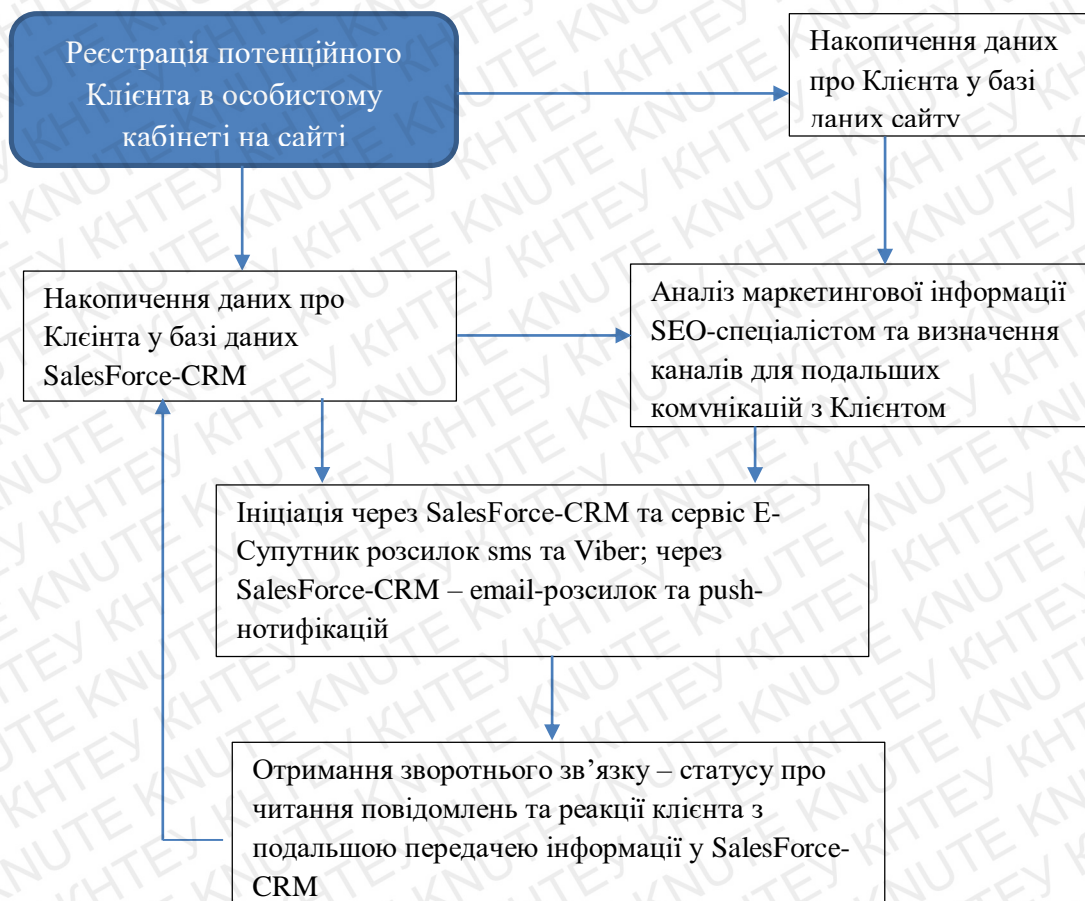 Реєстрація потенційного
Клієнта в особистому
кабінеті на сайті
Накопичення даних
про Клієнта у базі
даних сайту
Накопичення даних про
Клєінта у базі даних
SalesForce-CRM
Аналіз маркетингової інформації
SEO-спеціалістом та визначення
каналів для подальших
комунікацій з Клієнтом
Ініціація через SalesForce-CRM та сервіс Е-
Супутник розсилок sms та Viber; через
SalesForce-CRM – email-розсилок та push-
нотифікацій
Отримання зворотнього зв’язку – статусу про
читання повідомлень та реакції клієнта з
подальшою передачею інформації у SalesForce-
CRM